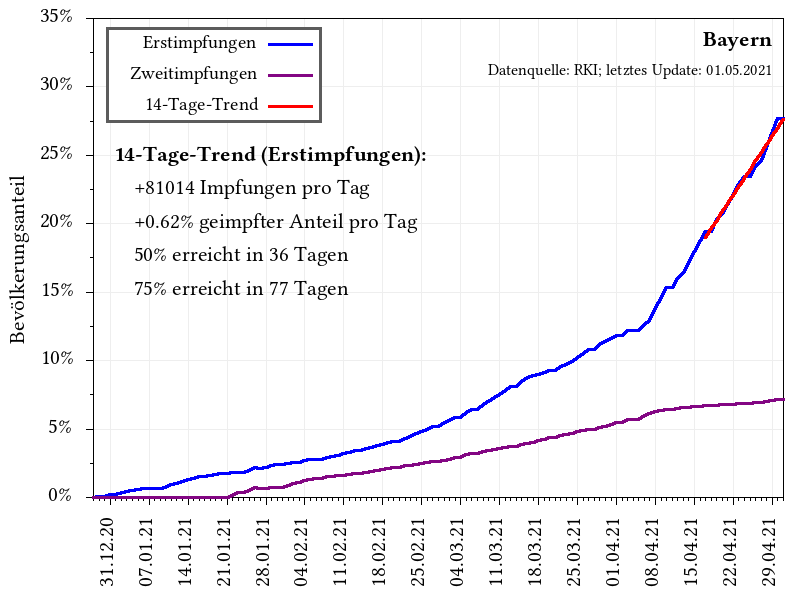 35%
30%
25%
20%
15%
10%
5%
0%
Bevölkerungsanteil
Erstimpfungen
Zweitimpfungen
14-Tage-Trend
Bayern
Datenquelle: RKI; letztes Update: 01.05.2021
14-Tage-Trend (Erstimpfungen):
+81014 Impfungen pro Tag
+0.62% geimpfter Anteil pro Tag
50% erreicht in 36 Tagen
75% erreicht in 77 Tagen
31.12.20
07.01.21
14.01.21
21.01.21
28.01.21
04.02.21
11.02.21
18.02.21
25.02.21
04.03.21
11.03.21
18.03.21
25.03.21
01.04.21
08.04.21
15.04.21
22.04.21
29.04.21